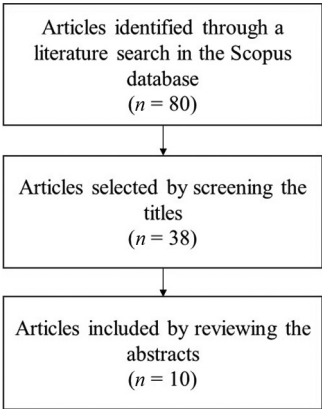 Articles identified through a
literature search in the Scopus
database
(n = 80)
Articles selected by screening the
titles
(n = 38)
Articles included by reviewing the
abstracts
(n = 10)